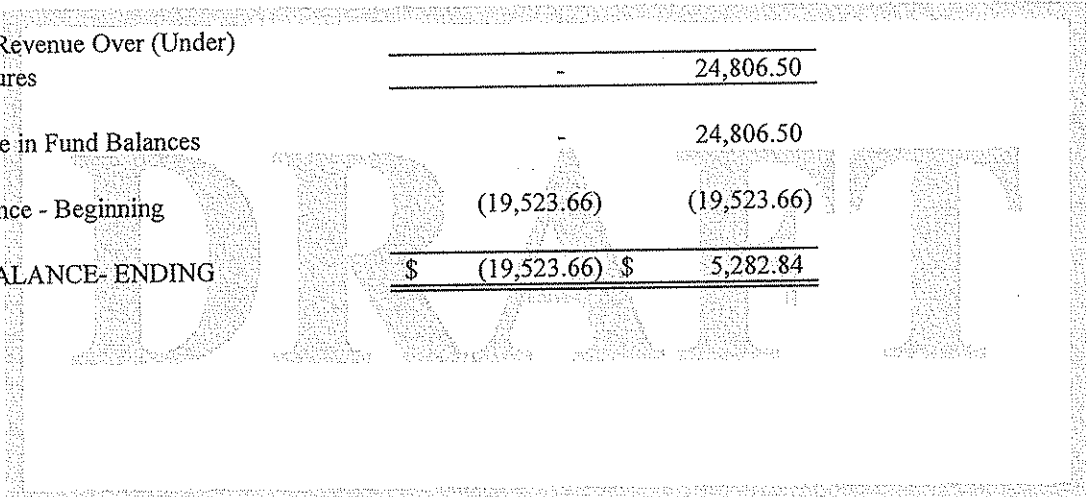 Revenue Over (Under)
ures - 24,806.50
e in Fund Balances - 24,806.50
nce - Beginning (19,523.66) (19,523.66)
ALANCE- ENDING $ (19,523.66) $ 5,282.84
DRAFT